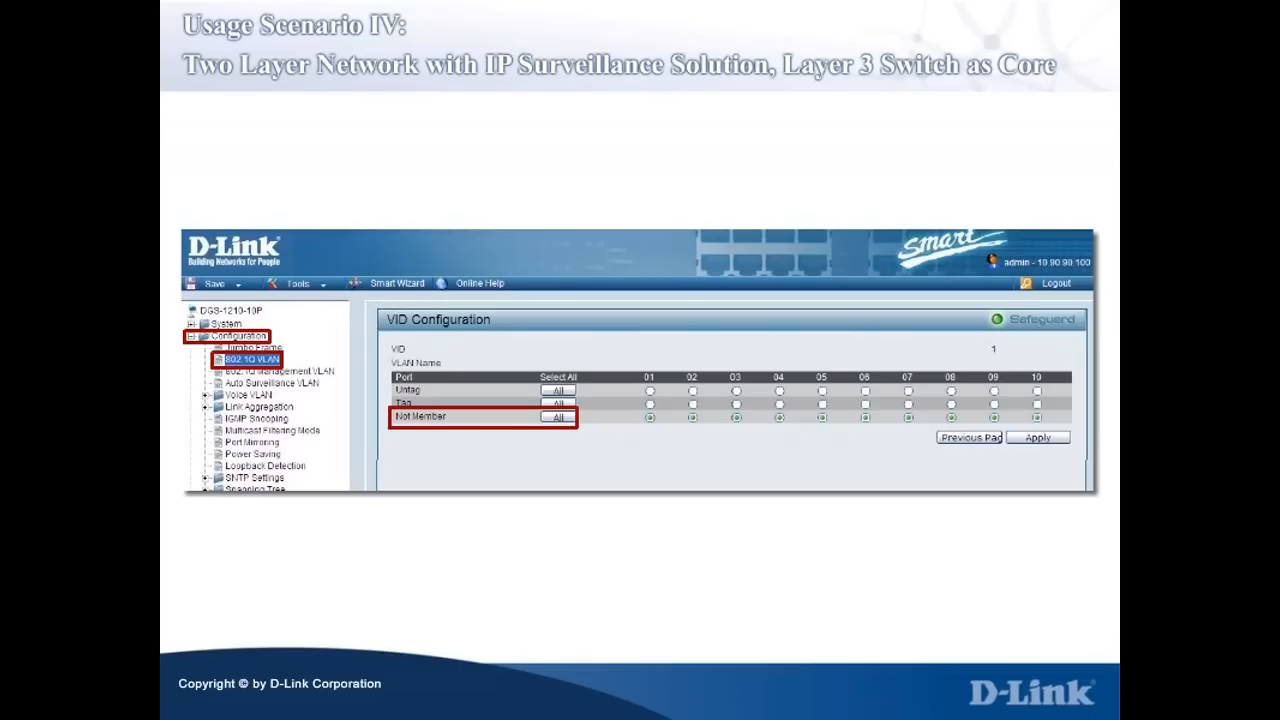 Usage Scenario IV:
Two Layer Network with IP Surveillance Solution, Layer 3 Switch as Core
D-Link
Building Networks for People
smart
admin - 10.90.90.100
Save
Tools
Smart Wizard
Online Help
Logout
DGS-1210-10P
System
Configuration
Jumbo Frame
802.1Q VLAN
802.1Q Management VLAN
Auto Surveillance VLAN
Voice VLAN
Link Aggregation
IGMP Snooping
Multicast Filtering Mode
Port Mirroring
Power Saving
Loopback Detection
SNTP Settings
Spanning Tree
VID Configuration
Safeguard
VID 1
VLAN Name
Port Select All 01 02 03 04 05 06 07 08 09 10
Untag All
Tag All
Not Member All
Previous Pag Apply
Copyright © by D-Link Corporation
D-Link